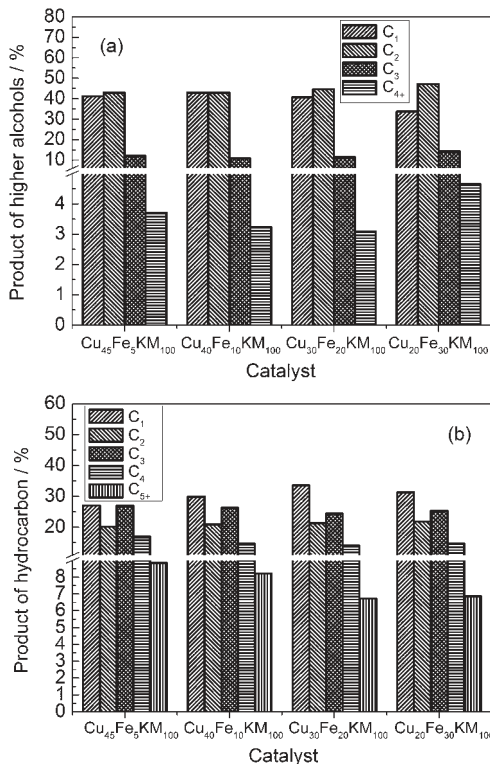 (a)
C₁
C₂
C₃
C₄₊
Product of higher alcohols / %
80
70
60
50
40
30
20
10
4
3
2
1
0
Cu₄₅Fe₅KM₁₀₀ Cu₄₀Fe₁₀KM₁₀₀ Cu₃₀Fe₂₀KM₁₀₀ Cu₂₀Fe₃₀KM₁₀₀
Catalyst
(b)
C₁
C₂
C₃
C₄
C₅₊
Product of hydrocarbon / %
60
50
40
30
20
8
7
6
5
4
3
2
1
0
Cu₄₅Fe₅KM₁₀₀ Cu₄₀Fe₁₀KM₁₀₀ Cu₃₀Fe₂₀KM₁₀₀ Cu₂₀Fe₃₀KM₁₀₀
Catalyst